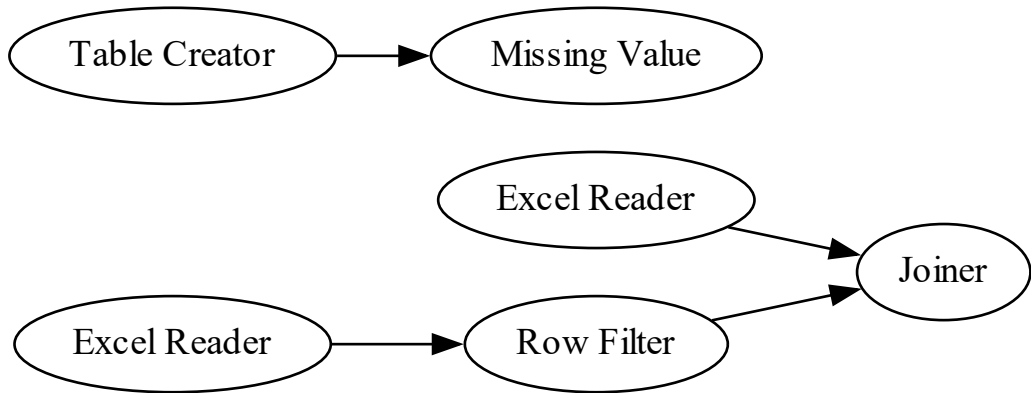 Table Creator
Missing Value
Excel Reader
Joiner
Excel Reader
Row Filter